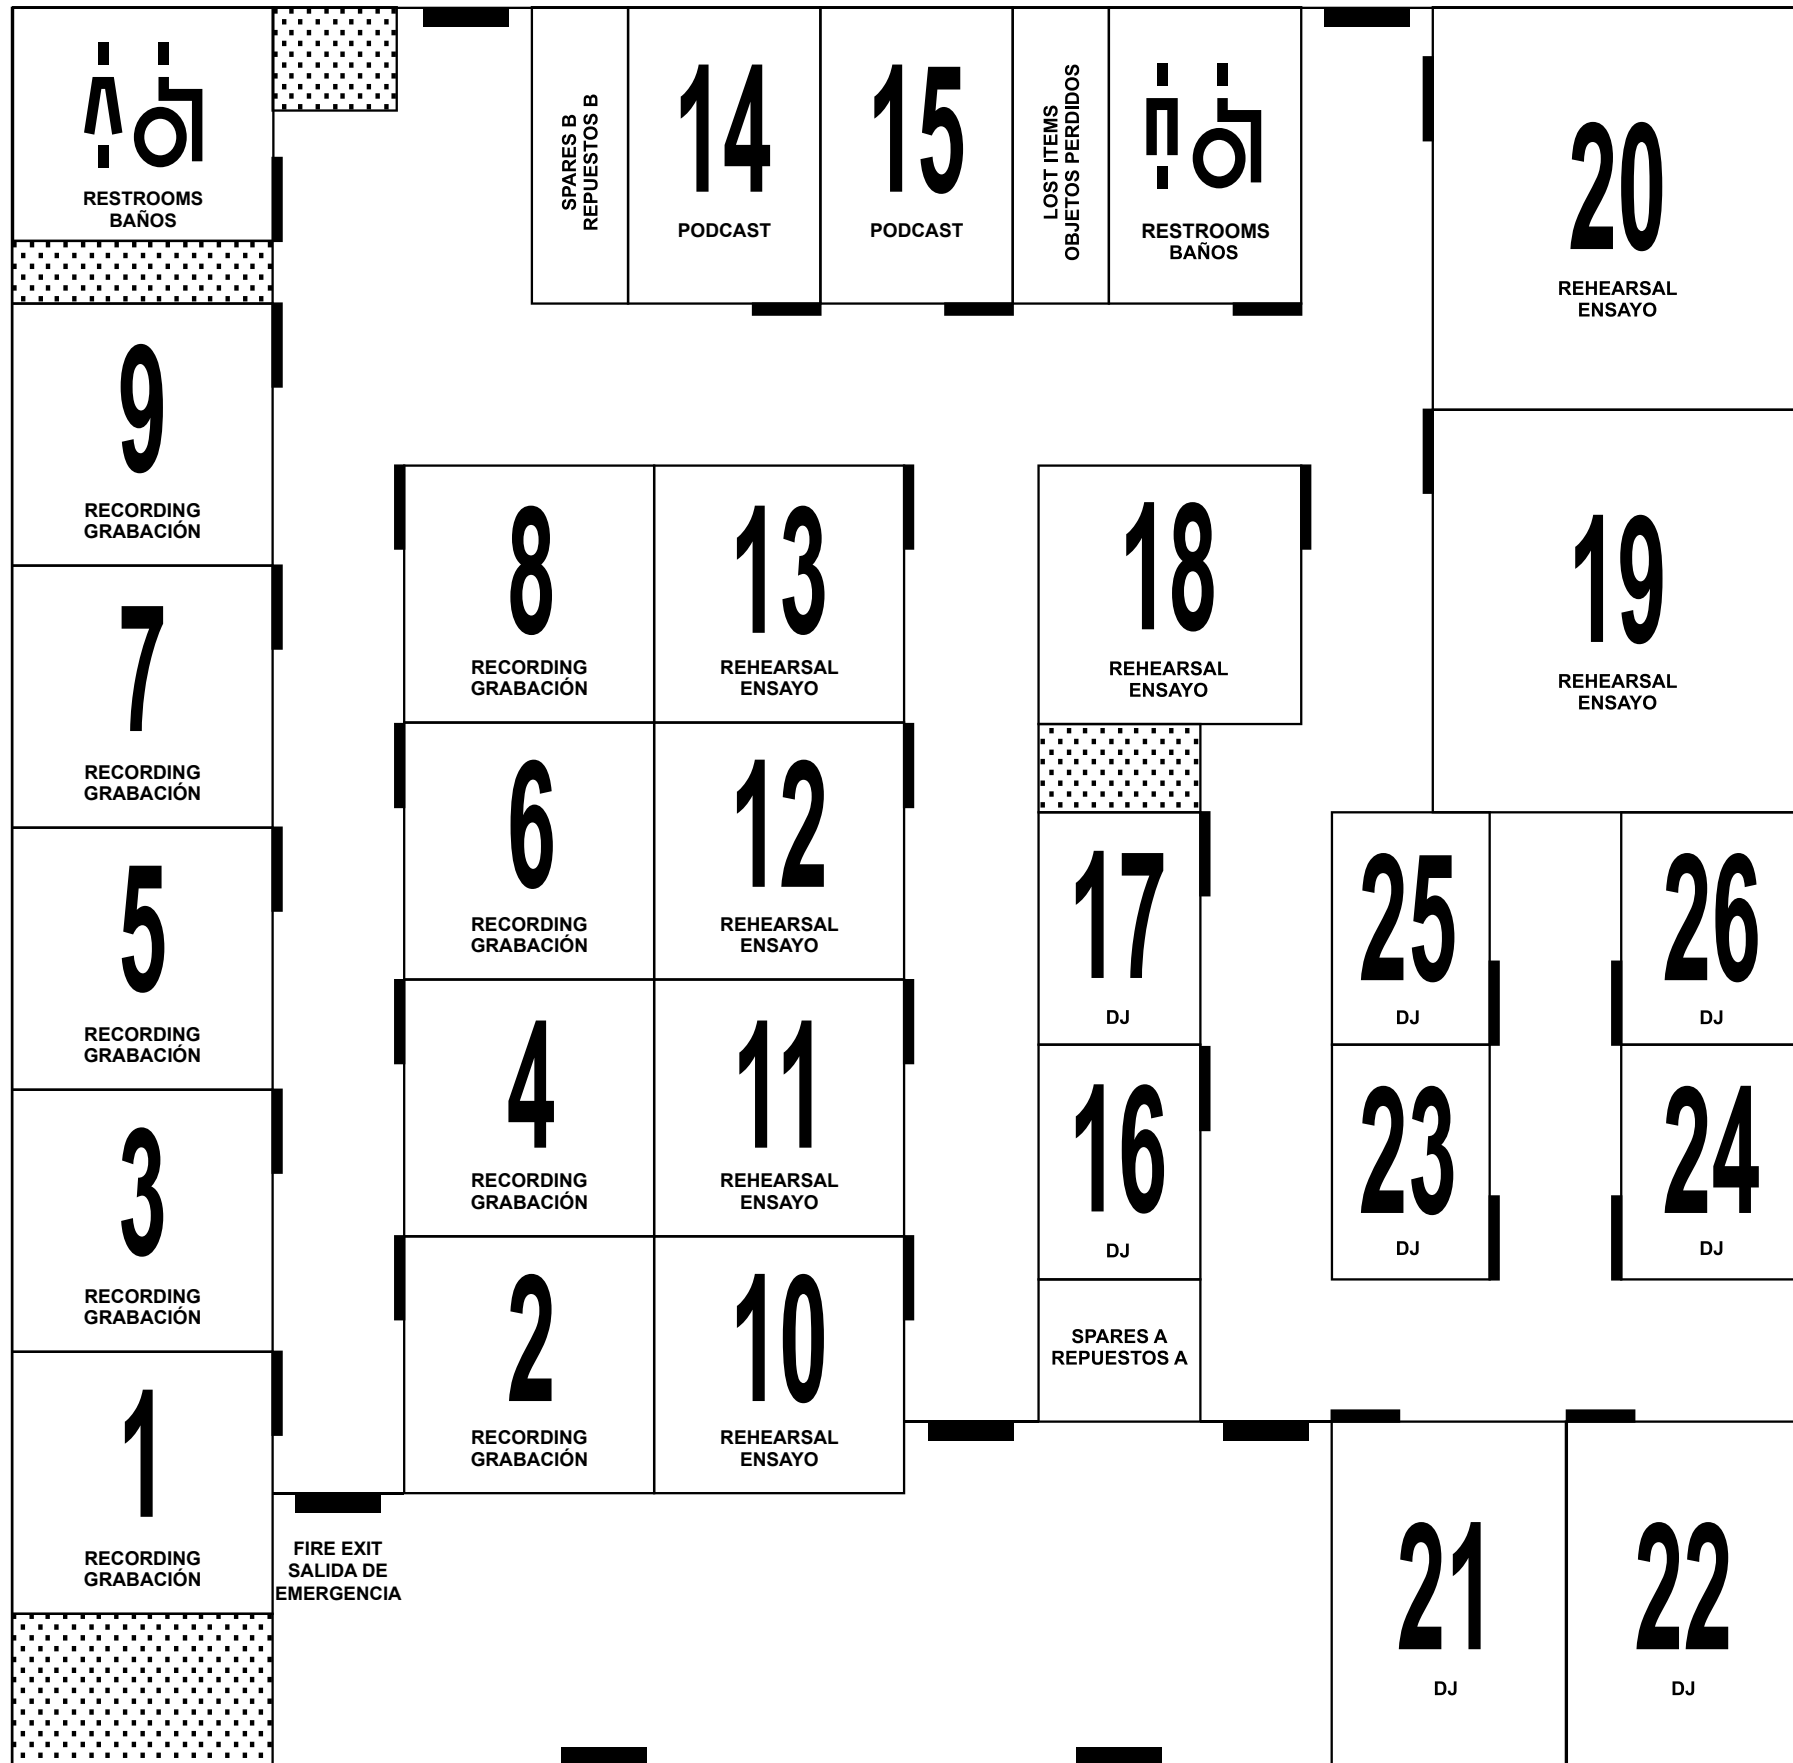 RESTROOMS
BAÑOS
SPARES B
REPUESTOS B
14
PODCAST
15
PODCAST
LOST ITEMS
OBJETOS PERDIDOS
RESTROOMS
BAÑOS
20
REHEARSAL
ENSAYO
9
RECORDING
GRABACIÓN
8
RECORDING
GRABACIÓN
13
REHEARSAL
ENSAYO
18
REHEARSAL
ENSAYO
19
REHEARSAL
ENSAYO
7
RECORDING
GRABACIÓN
6
RECORDING
GRABACIÓN
12
REHEARSAL
ENSAYO
17
DJ
25
DJ
26
DJ
5
RECORDING
GRABACIÓN
4
RECORDING
GRABACIÓN
11
REHEARSAL
ENSAYO
16
DJ
23
DJ
24
DJ
3
RECORDING
GRABACIÓN
2
RECORDING
GRABACIÓN
10
REHEARSAL
ENSAYO
SPARES A
REPUESTOS A
1
RECORDING
GRABACIÓN
FIRE EXIT
SALIDA DE
EMERGENCIA
21
DJ
22
DJ